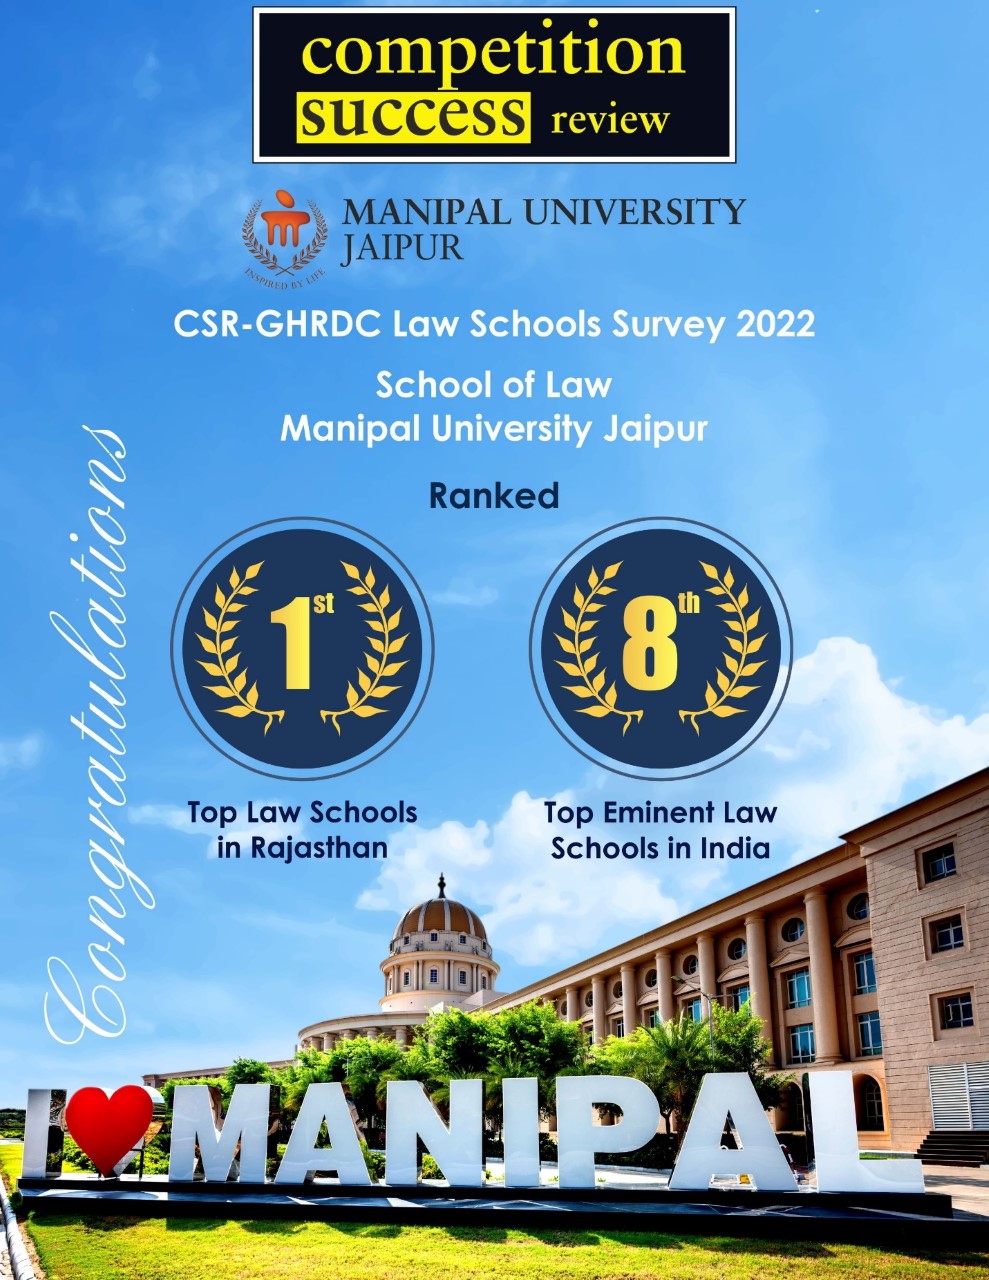 competition
success review
MANIPAL UNIVERSITY
JAIPUR
INSPIRED BY LIFE
CSR-GHRDC Law Schools Survey 2022
School of Law
Manipal University Jaipur
Ranked
1st
8th
Top Law Schools
in Rajasthan
Top Eminent Law
Schools in India
Congratulations
I MANIPAL